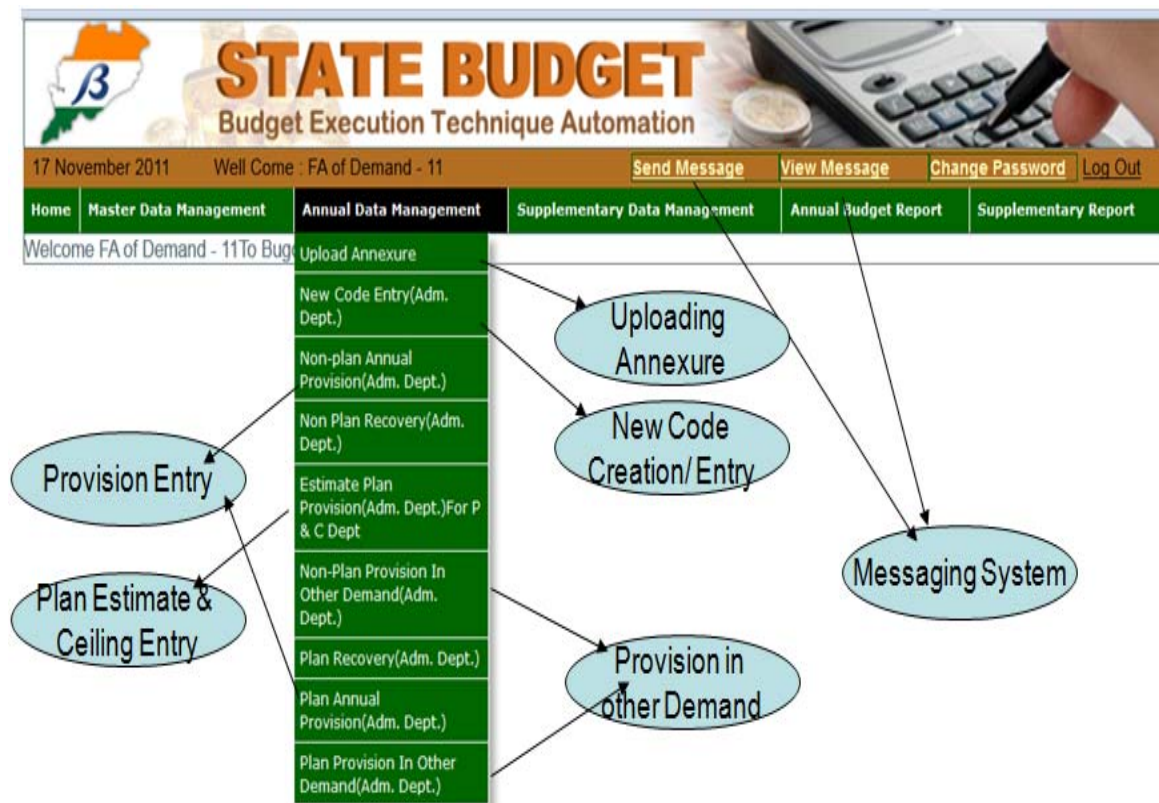 β
STATE BUDGET
Budget Execution Technique Automation
17 November 2011 Well Come : FA of Demand - 11 Send Message View Message Change Password Log Out
Home Master Data Management Annual Data Management Supplementary Data Management Annual Budget Report Supplementary Report
Welcome FA of Demand - 11To Bug
Upload Annexure
New Code Entry(Adm.
Dept.)
Non-plan Annual
Provision(Adm. Dept.)
Non Plan Recovery(Adm.
Dept.)
Estimate Plan
Provision(Adm. Dept.)For P
& C Dept
Non-Plan Provision In
Other Demand(Adm.
Dept.)
Plan Recovery(Adm. Dept.)
Plan Annual
Provision(Adm. Dept.)
Plan Provision In Other
Demand(Adm. Dept.)
Uploading
Annexure
New Code
Creation/ Entry
Provision Entry
Plan Estimate &
Ceiling Entry
Messaging System
Provision in
other Demand